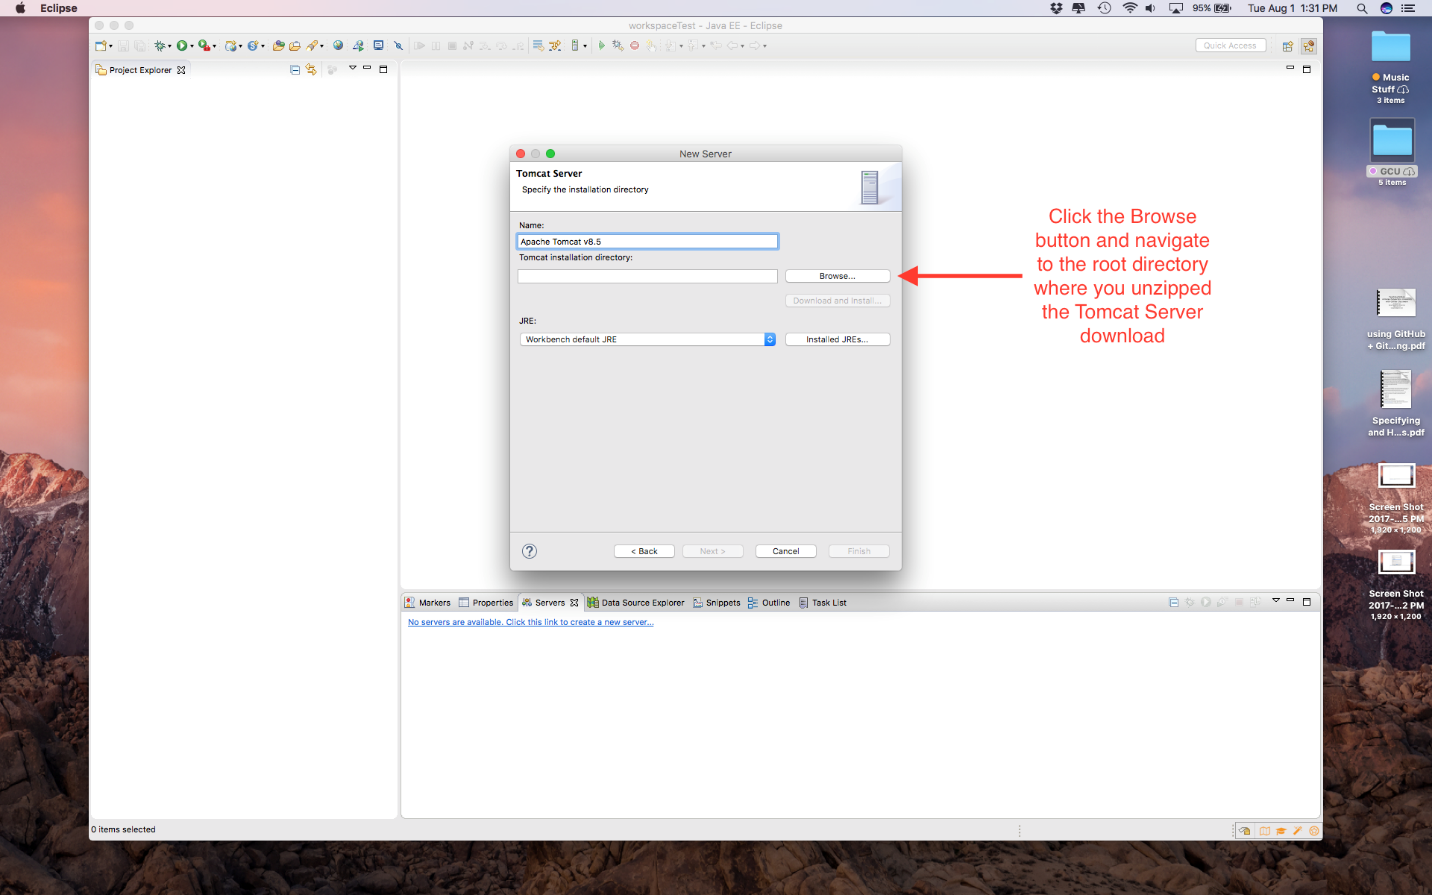 Eclipse
95%
Tue Aug 1 1:31 PM
workspaceTest - Java EE - Eclipse
Quick Access
Project Explorer
New Server
Tomcat Server
Specify the installation directory
Name:
Apache Tomcat v8.5
Tomcat installation directory:
Browse...
Download and Install...
JRE:
Workbench default JRE
Installed JREs...
?
< Back
Next >
Cancel
Finish
Click the Browse
button and navigate
to the root directory
where you unzipped
the Tomcat Server
download
Markers
Properties
Servers
Data Source Explorer
Snippets
Outline
Task List
No servers are available. Click this link to create a new server...
0 items selected
Music
Stuff
3 items
GCU
5 items
using GitHub
+ Git...ng.pdf
Specifying
and H...s.pdf
Screen Shot
2017-...5 PM
1,920 × 1,200
Screen Shot
2017-...2 PM
1,920 × 1,200